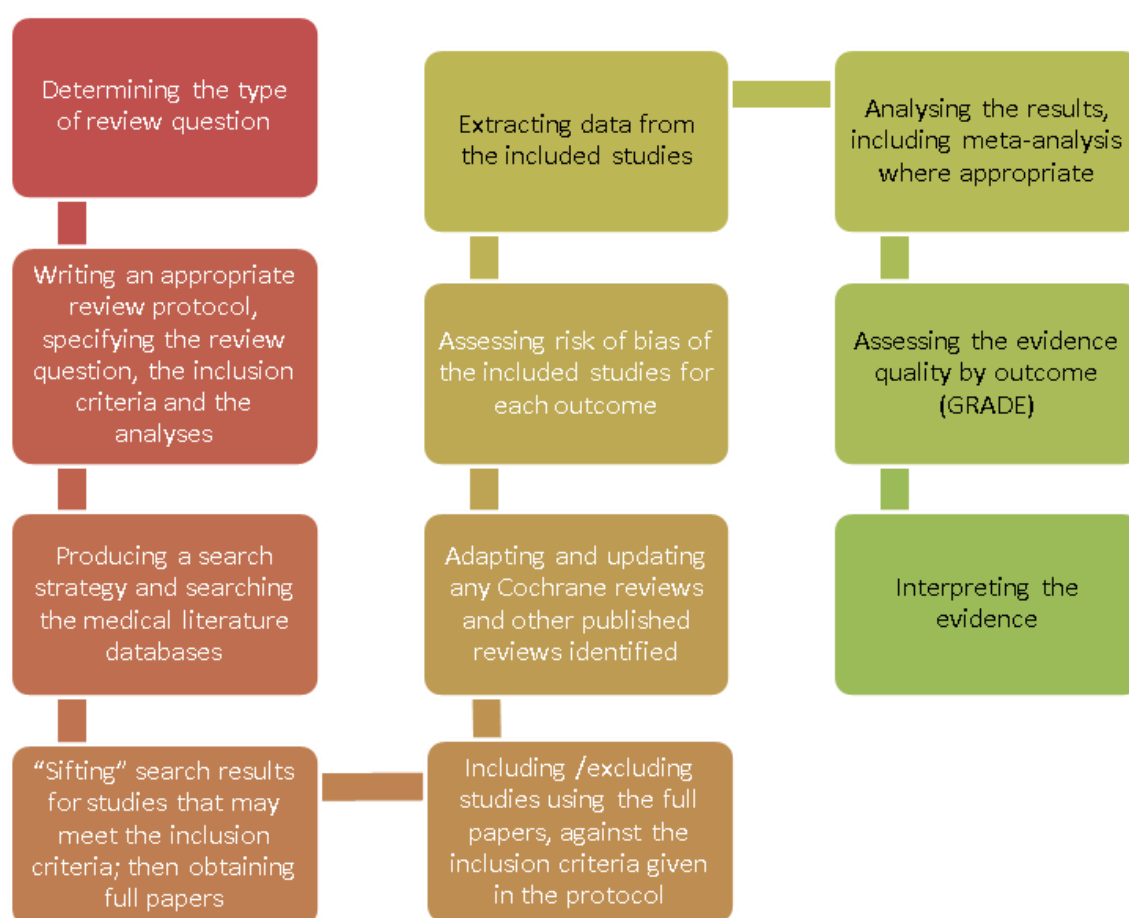 Determining the type
of review question
Writing an appropriate
review protocol,
specifying the review
question, the inclusion
criteria and the
analyses
Producing a search
strategy and searching
the medical literature
databases
“Sifting” search results
for studies that may
meet the inclusion
criteria; then obtaining
full papers
Including /excluding
studies using the full
papers, against the
inclusion criteria given
in the protocol
Adapting and updating
any Cochrane reviews
and other published
reviews identified
Assessing risk of bias of
the included studies for
each outcome
Extracting data from
the included studies
Analysing the results,
including meta-analysis
where appropriate
Assessing the evidence
quality by outcome
(GRADE)
Interpreting the
evidence